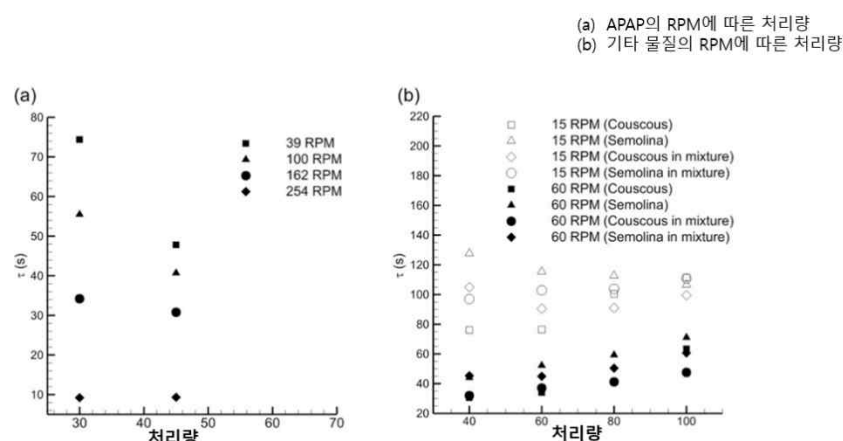 (a) APAP의 RPM에 따른 처리량
(b) 기타 물질의 RPM에 따른 처리량
(a)
80
70
60
50
40
30
20
10
τ (s)
39 RPM
100 RPM
162 RPM
254 RPM
30 40 50 60 70
처리량
(b)
220
200
180
160
140
120
100
80
60
40
20
τ (s)
15 RPM (Couscous)
15 RPM (Semolina)
15 RPM (Couscous in mixture)
15 RPM (Semolina in mixture)
60 RPM (Couscous)
60 RPM (Semolina)
60 RPM (Couscous in mixture)
60 RPM (Semolina in mixture)
40 60 80 100
처리량